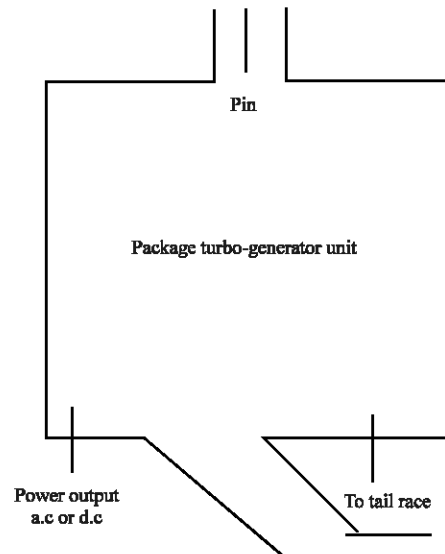 Pin
Package turbo-generator unit
Power output
a.c or d.c
To tail race